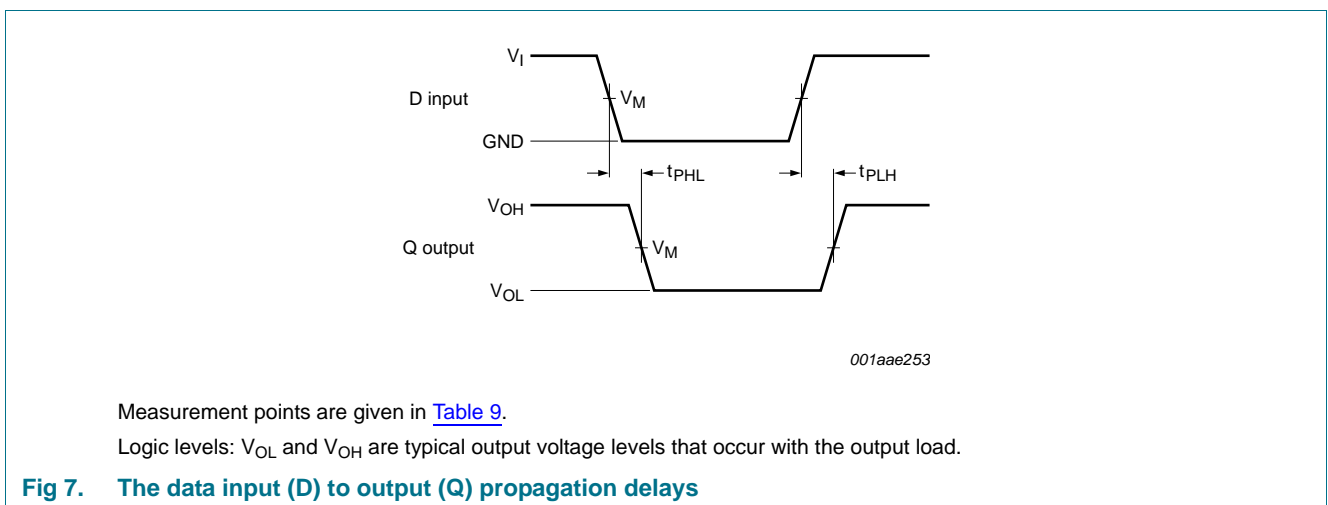 V_I
D input
V_M
GND
t_PHL
t_PLH
V_OH
Q output
V_M
V_OL
001aae253
Measurement points are given in Table 9.
Logic levels: V_OL and V_OH are typical output voltage levels that occur with the output load.
Fig 7. The data input (D) to output (Q) propagation delays